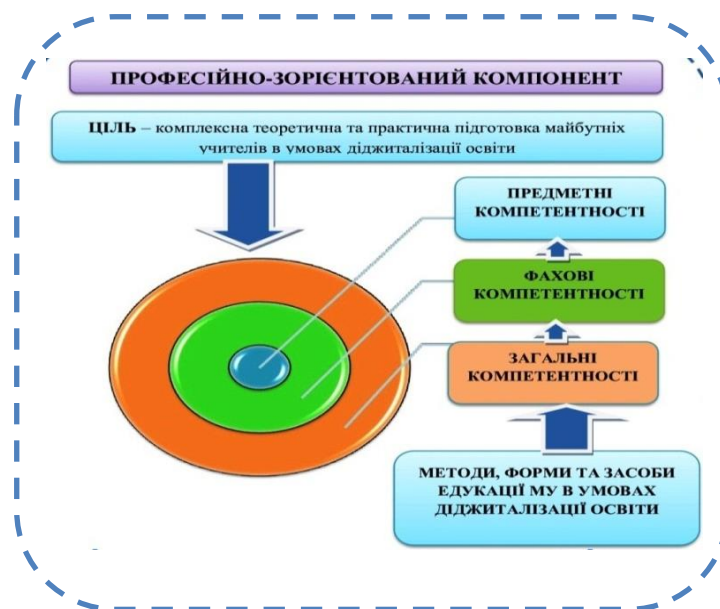 ПРОФЕСІЙНО-ЗОРІЄНТОВАНИЙ КОМПОНЕНТ
ЦІЛЬ – комплексна теоретична та практична підготовка майбутніх
учителів в умовах діджиталізації освіти
ПРЕДМЕТНІ
КОМПЕТЕНТНОСТІ
ФАХОВІ
КОМПЕТЕНТНОСТІ
ЗАГАЛЬНІ
КОМПЕТЕНТНОСТІ
МЕТОДИ, ФОРМИ ТА ЗАСОБИ
ЕДУКАЦІЇ МУ В УМОВАХ
ДІДЖИТАЛІЗАЦІЇ ОСВІТИ